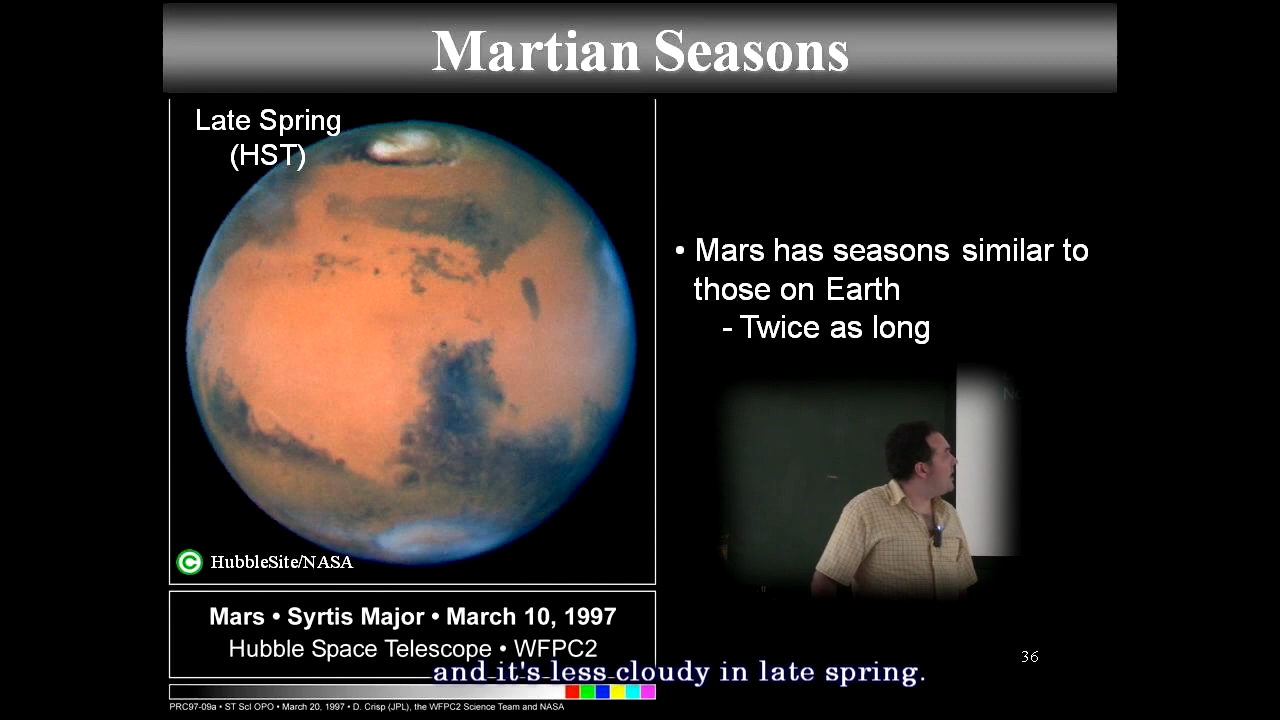 Martian Seasons
Late Spring
(HST)
• Mars has seasons similar to
those on Earth
- Twice as long
© HubbleSite/NASA
Mars • Syrtis Major • March 10, 1997
Hubble Space Telescope • WFPC2
and it's less cloudy in late spring.
36
PRC97-09a • ST ScI OPO • March 20, 1997 • D. Crisp (JPL), the WFPC2 Science Team and NASA